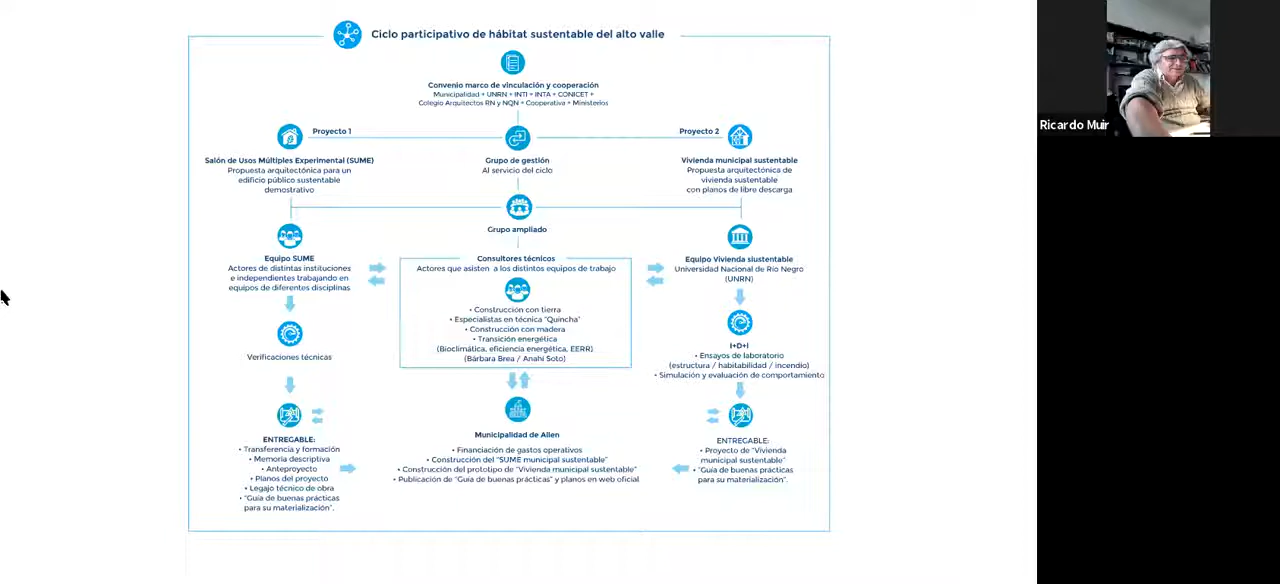 Ciclo participativo de hábitat sustentable del alto valle
Convenio marco de vinculación y cooperación
Municipalidad + UNRN + INTI + INTA + CONICET +
Colegio Arquitectos RN y NQN + Cooperativa + Ministerios
Proyecto 1
Proyecto 2
Salón de Usos Múltiples Experimental (SUME)
Propuesta arquitectónica para un
edificio público sustentable
demostrativo
Grupo de gestión
Al servicio del ciclo
Vivienda municipal sustentable
Propuesta arquitectónica de
vivienda sustentable
con planos de libre descarga
Grupo ampliado
Equipo SUME
Actores de distintas instituciones
e independientes trabajando en
equipos de diferentes disciplinas
Consultores técnicos
Actores que asisten a los distintos equipos de trabajo
• Construcción con tierra
• Especialistas en técnica "Quincha"
• Construcción con madera
• Transición energética
(Bioclimática, eficiencia energética, EERR)
(Bárbara Brea / Anahi Soto)
Equipo Vivienda siustentable
Universidad Nacional de Río Negro
(UNRN)
Verificaciones técnicas
I+D+I
• Ensayos de laboratorio
(estructura / habitabilidad / incendio)
• Simulación y evaluación de comportamiento
ENTREGABLE:
• Transferencia y formación
• Memoria descriptiva
• Anteproyecto
• Planos del proyecto
• Legajo técnico de obra
• "Guía de buenas prácticas
para su materialización".
Municipalidad de Allen
• Financiación de gastos operativos
• Construcción del "SUME municipal sustentable"
• Construcción del prototipo de "Vivienda municipal sustentable"
• Publicación de "Guía de buenas prácticas" y planos en web oficial
ENTREGABLE:
• Proyecto de "Vivienda
municipal sustentable"
• "Guía de buenas prácticas
para su materialización".
Ricardo Muir